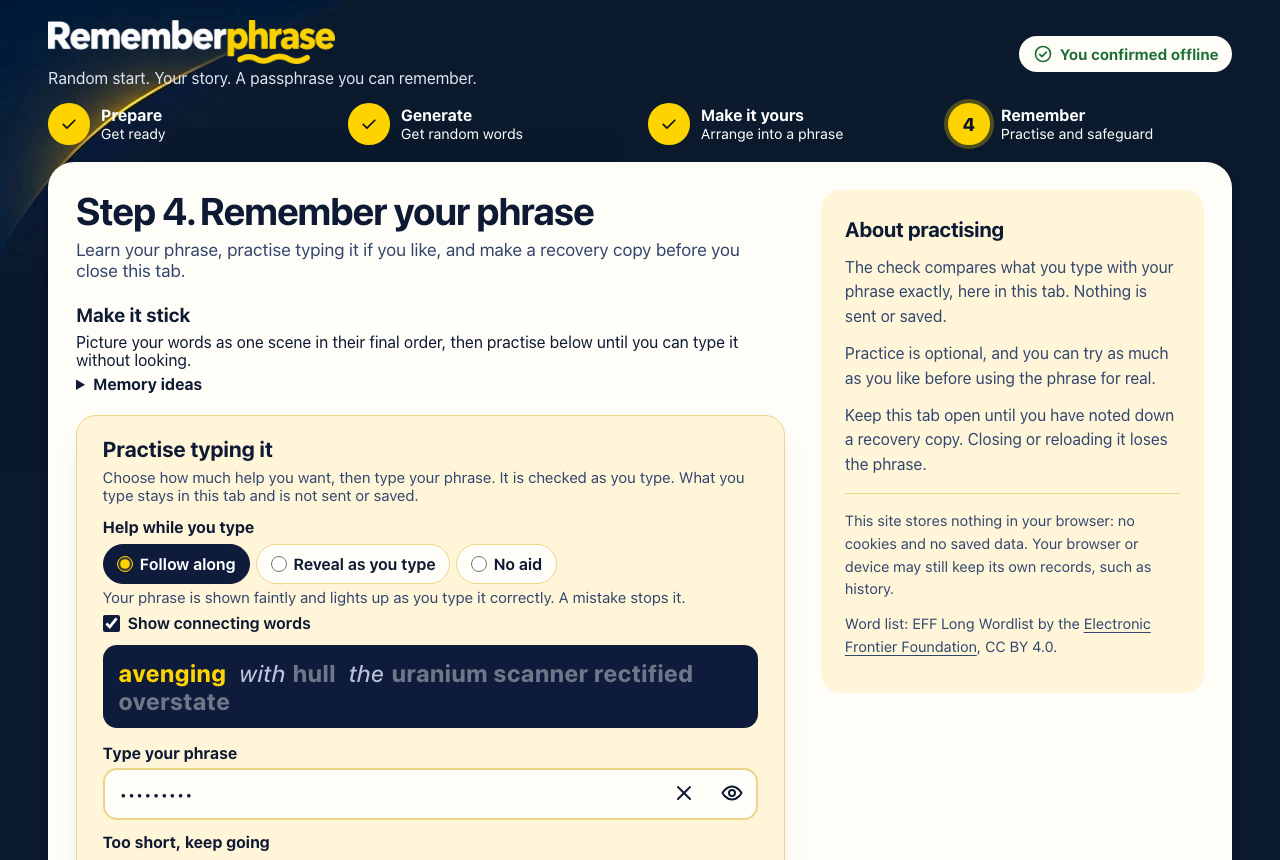 Rememberphrase
Random start. Your story. A passphrase you can remember.
You confirmed offline
Prepare
Get ready
Generate
Get random words
Make it yours
Arrange into a phrase
4
Remember
Practise and safeguard
Step 4. Remember your phrase
Learn your phrase, practise typing it if you like, and make a recovery copy before you
close this tab.
Make it stick
Picture your words as one scene in their final order, then practise below until you can type it
without looking.
Memory ideas
Practise typing it
Choose how much help you want, then type your phrase. It is checked as you type. What you
type stays in this tab and is not sent or saved.
Help while you type
Follow along
Reveal as you type
No aid
Your phrase is shown faintly and lights up as you type it correctly. A mistake stops it.
Show connecting words
avenging with hull the uranium scanner rectified
overstate
Type your phrase
•••••••••
Too short, keep going
About practising
The check compares what you type with your
phrase exactly, here in this tab. Nothing is
sent or saved.
Practice is optional, and you can try as much
as you like before using the phrase for real.
Keep this tab open until you have noted down
a recovery copy. Closing or reloading it loses
the phrase.
This site stores nothing in your browser: no
cookies and no saved data. Your browser or
device may still keep its own records, such as
history.
Word list: EFF Long Wordlist by the Electronic
Frontier Foundation, CC BY 4.0.